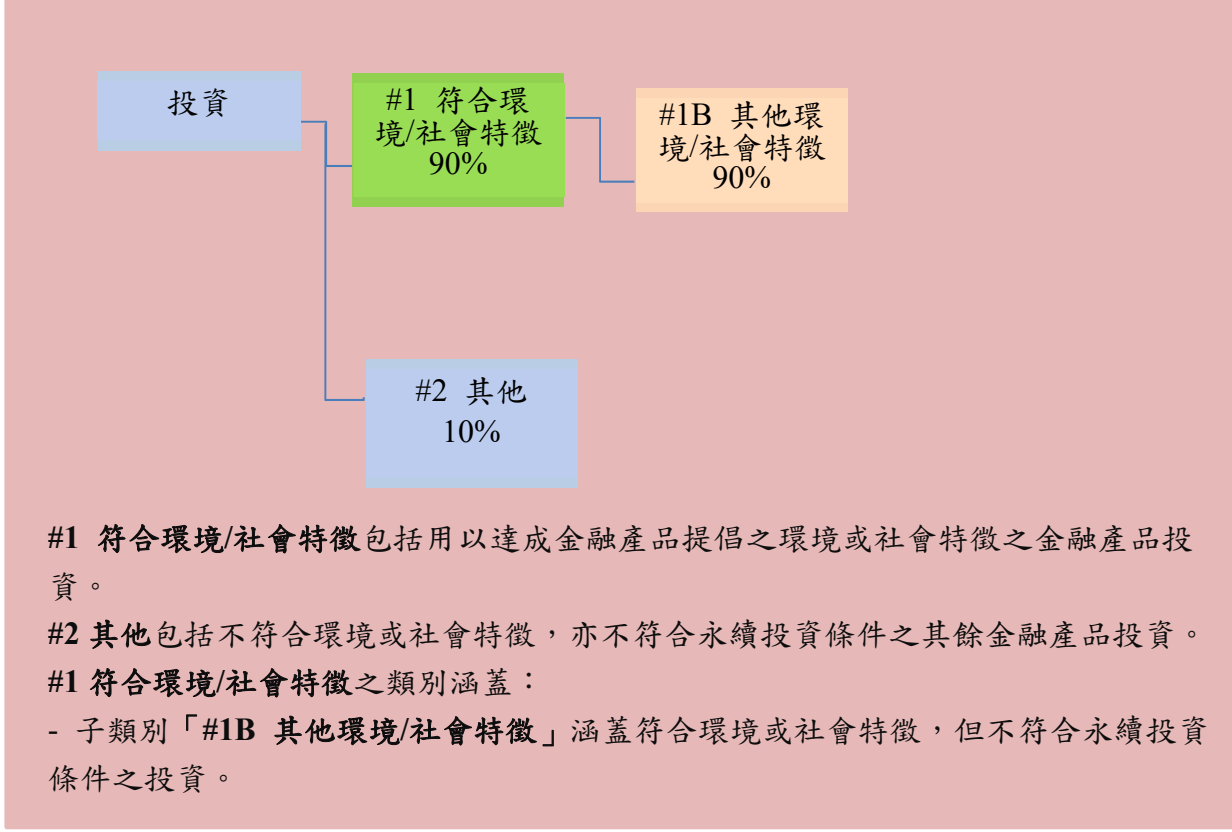 投資
#1 符合環
境/社會特徵
90%
#1B 其他環
境/社會特徵
90%
#2 其他
10%
#1 符合環境/社會特徵包括用以達成金融產品提倡之環境或社會特徵之金融產品投
資。
#2 其他包括不符合環境或社會特徵，亦不符合永續投資條件之其餘金融產品投資。
#1 符合環境/社會特徵之類別涵蓋：
- 子類別「#1B 其他環境/社會特徵」涵蓋符合環境或社會特徵，但不符合永續投資
條件之投資。